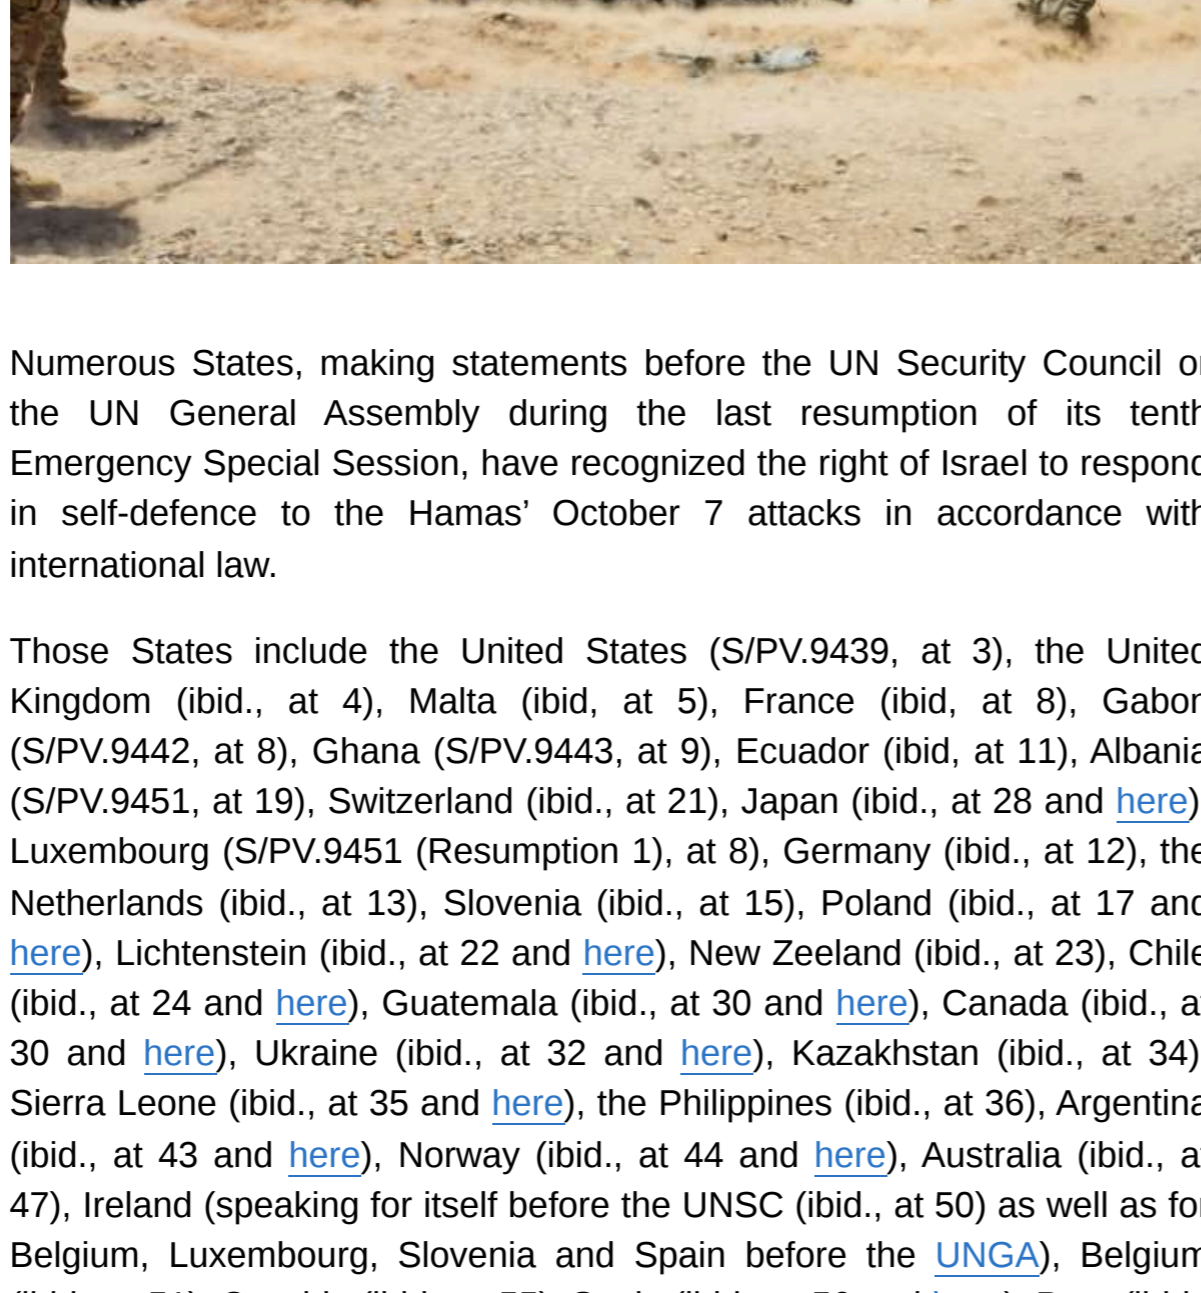 Numerous States, making statements before the UN Security Council or
the UN General Assembly during the last resumption of its tenth
Emergency Special Session, have recognized the right of Israel to respond
in self-defence to the Hamas’ October 7 attacks in accordance with
international law.
Those States include the United States (S/PV.9439, at 3), the United
Kingdom (ibid., at 4), Malta (ibid, at 5), France (ibid, at 8), Gabon
(S/PV.9442, at 8), Ghana (S/PV.9443, at 9), Ecuador (ibid, at 11), Albania
(S/PV.9451, at 19), Switzerland (ibid., at 21), Japan (ibid., at 28 and here)
Luxembourg (S/PV.9451 (Resumption 1), at 8), Germany (ibid., at 12), the
Netherlands (ibid., at 13), Slovenia (ibid., at 15), Poland (ibid., at 17 and
here), Lichtenstein (ibid., at 22 and here), New Zeeland (ibid., at 23), Chile
(ibid., at 24 and here), Guatemala (ibid., at 30 and here), Canada (ibid., at
30 and here), Ukraine (ibid., at 32 and here), Kazakhstan (ibid., at 34)
Sierra Leone (ibid., at 35 and here), the Philippines (ibid., at 36), Argentina
(ibid., at 43 and here), Norway (ibid., at 44 and here), Australia (ibid., at
47), Ireland (speaking for itself before the UNSC (ibid., at 50) as well as for
Belgium, Luxembourg, Slovenia and Spain before the UNGA), Belgium